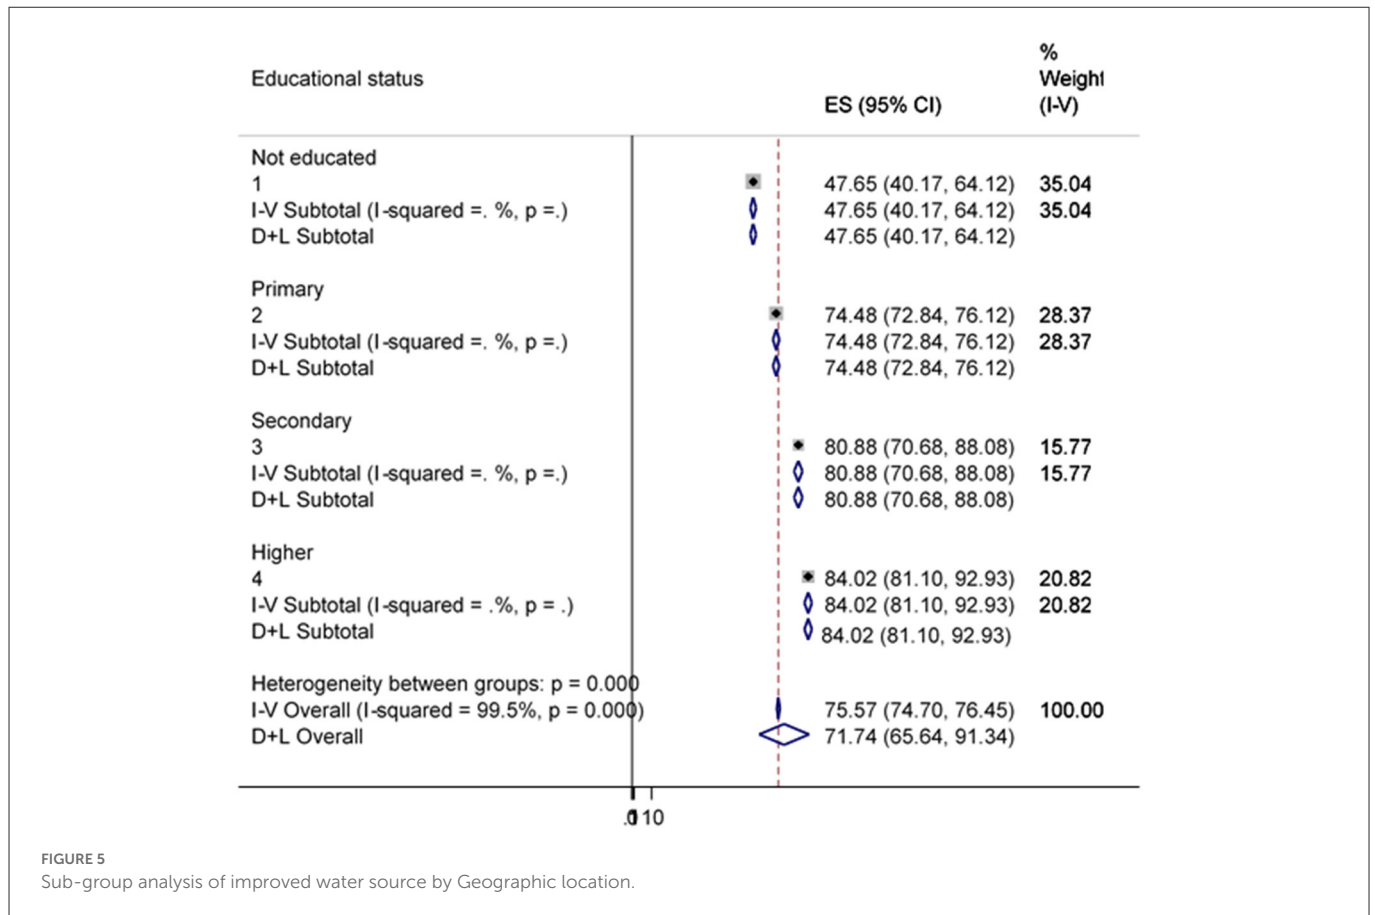 Educational status
%
Weight
ES (95% CI) (I-V)
Not educated
1 47.65 (40.17, 64.12) 35.04
I-V Subtotal (I-squared =. %, p =.) 47.65 (40.17, 64.12) 35.04
D+L Subtotal 47.65 (40.17, 64.12)
Primary
2 74.48 (72.84, 76.12) 28.37
I-V Subtotal (I-squared =. %, p =.) 74.48 (72.84, 76.12) 28.37
D+L Subtotal 74.48 (72.84, 76.12)
Secondary
3 80.88 (70.68, 88.08) 15.77
I-V Subtotal (I-squared =. %, p =.) 80.88 (70.68, 88.08) 15.77
D+L Subtotal 80.88 (70.68, 88.08)
Higher
4 84.02 (81.10, 92.93) 20.82
I-V Subtotal (I-squared = .%, p = .) 84.02 (81.10, 92.93) 20.82
D+L Subtotal 84.02 (81.10, 92.93)
Heterogeneity between groups: p = 0.000
I-V Overall (I-squared = 99.5%, p = 0.000) 75.57 (74.70, 76.45) 100.00
D+L Overall 71.74 (65.64, 91.34)
10
FIGURE 5
Sub-group analysis of improved water source by Geographic location.